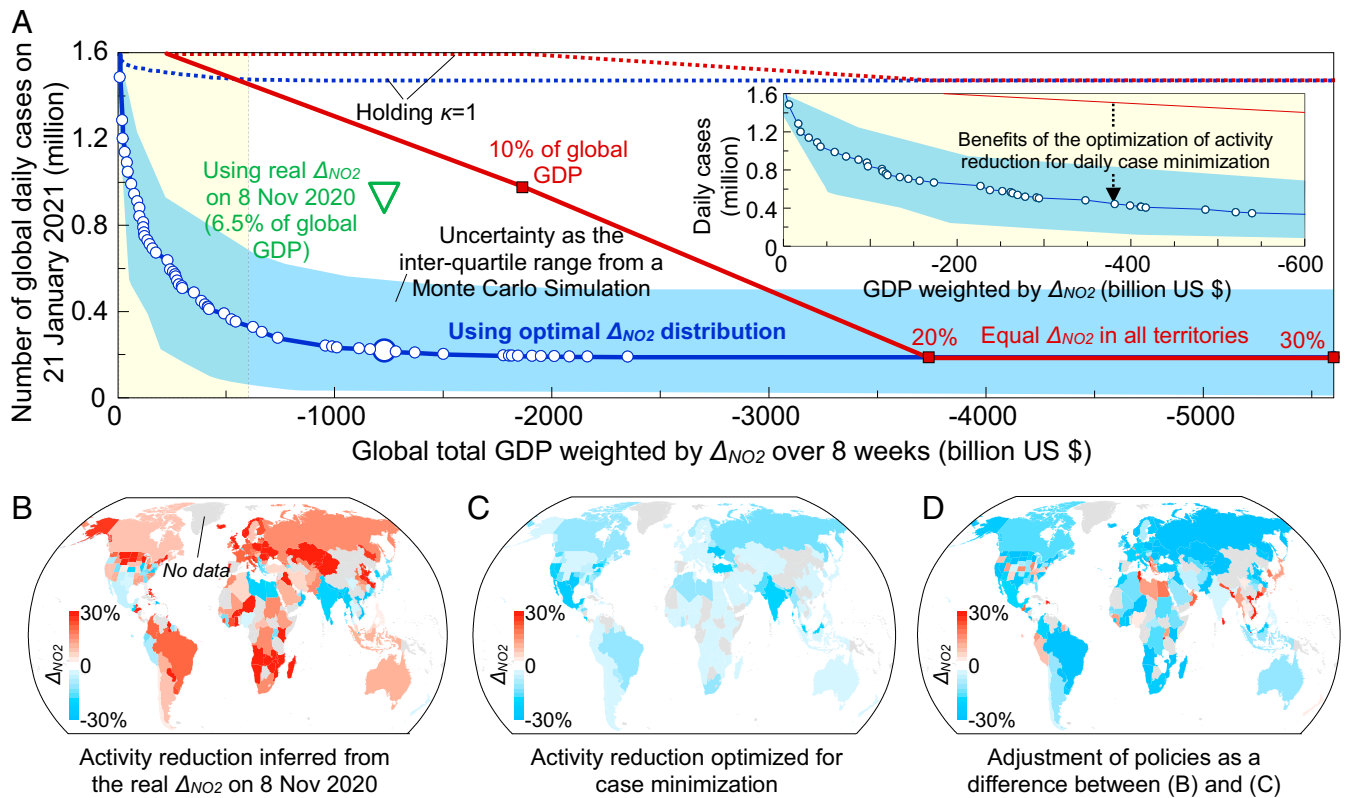 A
Number of global daily cases on
21 January 2021 (million)
1.6
1.2
0.8
0.4
0
0
-1000
-2000
-3000
-4000
-5000
Global total GDP weighted by ΔNO2 over 8 weeks (billion US $)
Holding κ=1
Using real ΔNO2
on 8 Nov 2020
(6.5% of global
GDP)
10% of global
GDP
Uncertainty as the
inter-quartile range from a
Monte Carlo Simulation
Using optimal ΔNO2 distribution
20%
Equal ΔNO2 in all territories
30%
Daily cases
(million)
1.6
1.2
0.8
0.4
0
Benefits of the optimization of activity
reduction for daily case minimization
0
-200
-400
-600
GDP weighted by ΔNO2 (billion US $)
B
No data
30%
0
-30%
ΔNO2
Activity reduction inferred from
the real ΔNO2 on 8 Nov 2020
C
30%
0
-30%
ΔNO2
Activity reduction optimized for
case minimization
D
30%
0
-30%
ΔNO2
Adjustment of policies as a
difference between (B) and (C)